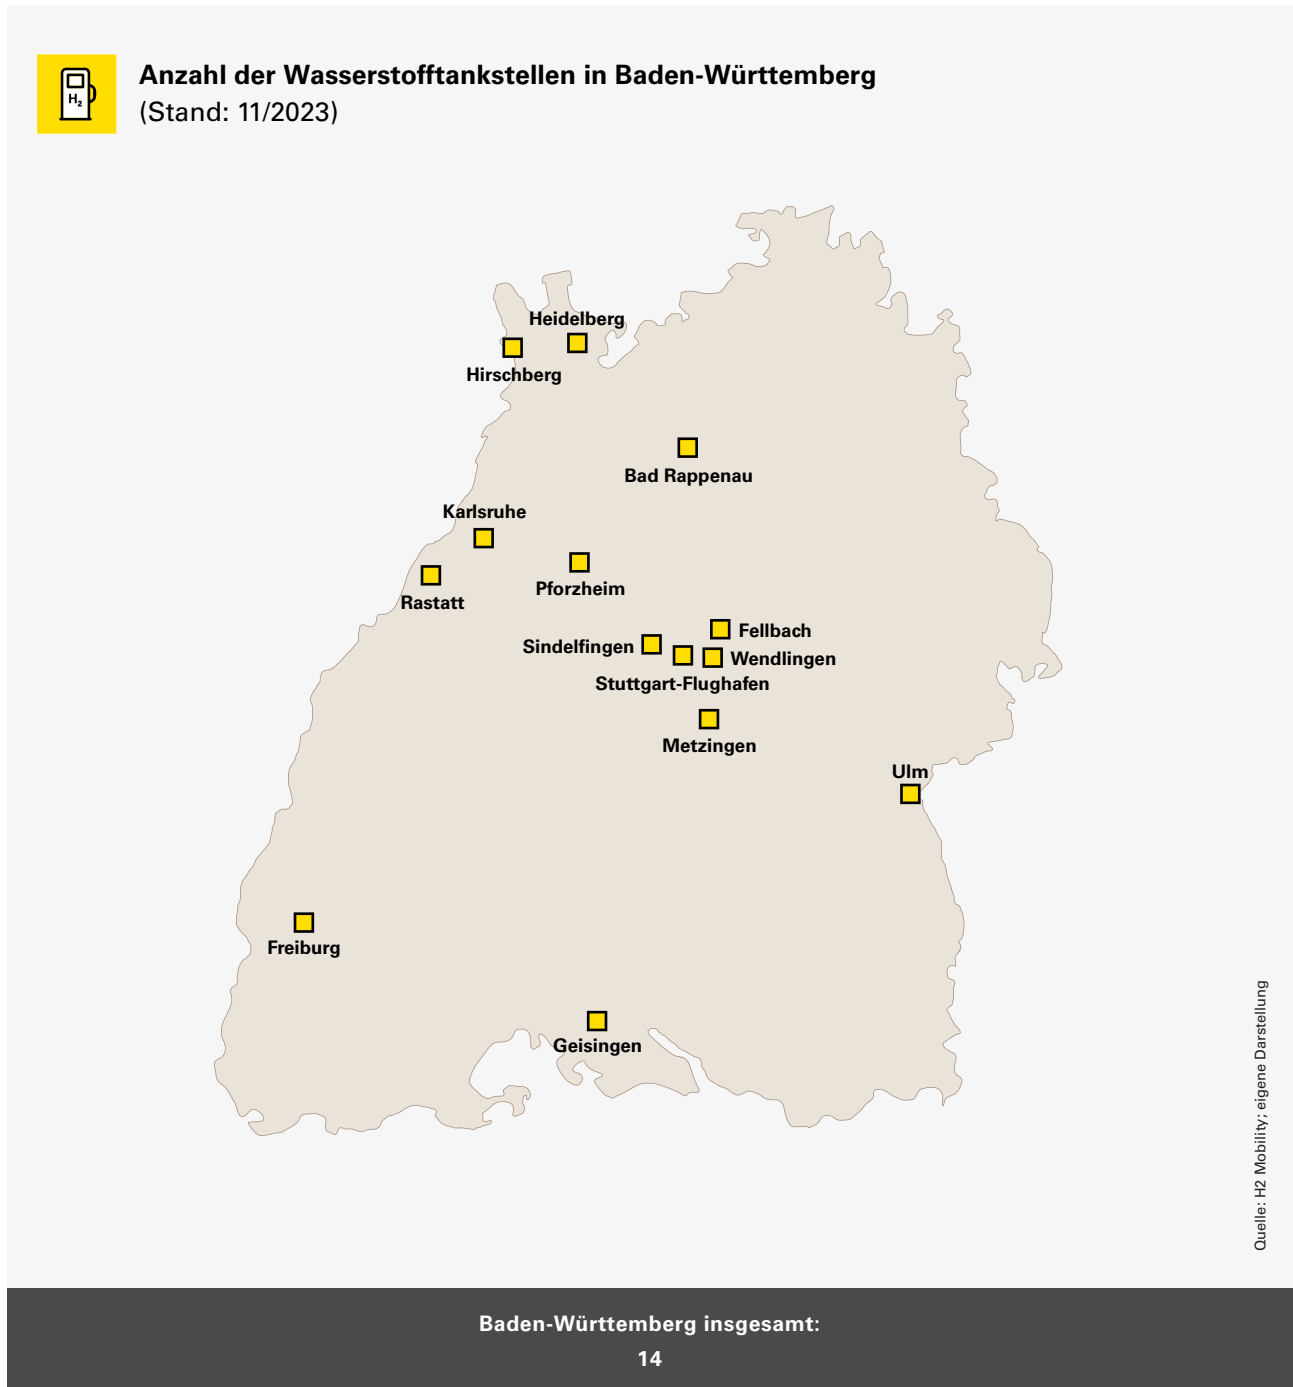 H₂
Anzahl der Wasserstofftankstellen in Baden-Württemberg
(Stand: 11/2023)
Heidelberg
Hirschberg
Bad Rappenau
Karlsruhe
Pforzheim
Rastatt
Fellbach
Sindelfingen
Wendlingen
Stuttgart-Flughafen
Metzingen
Ulm
Freiburg
Geisingen
Quelle: H2 Mobility; eigene Darstellung
Baden-Württemberg insgesamt:
14